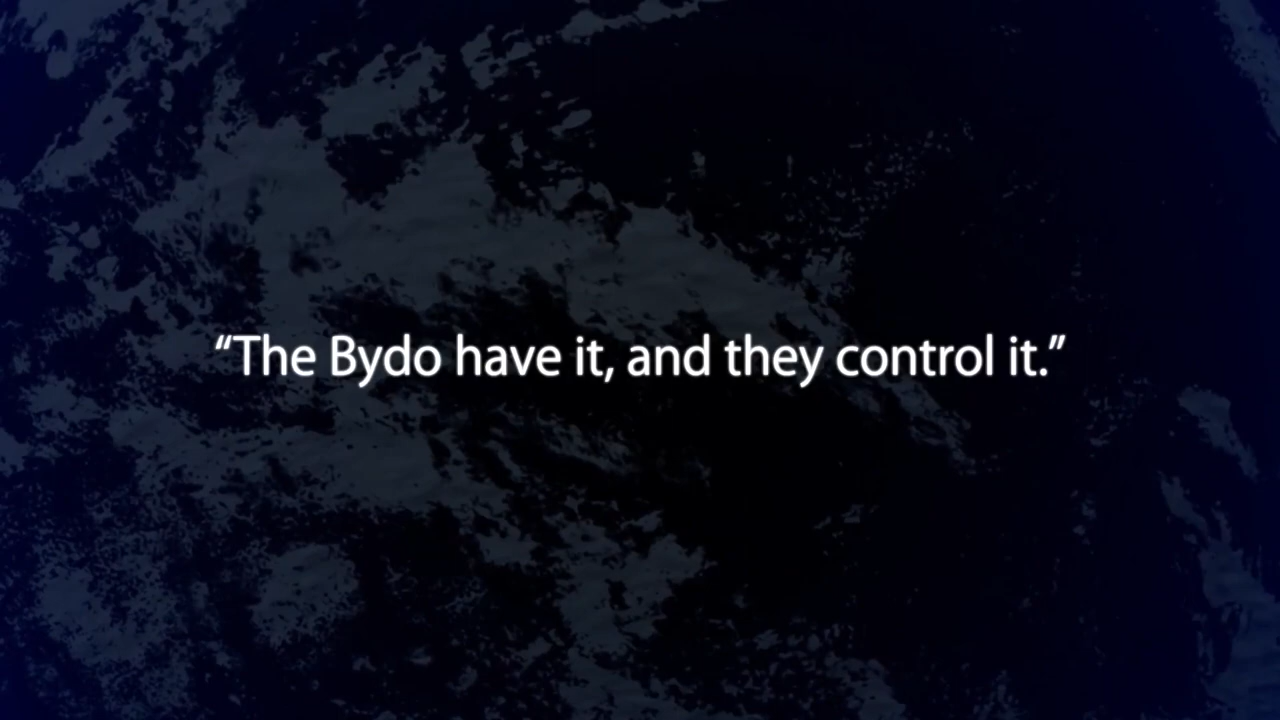 “The Bydo have it, and they control it.”